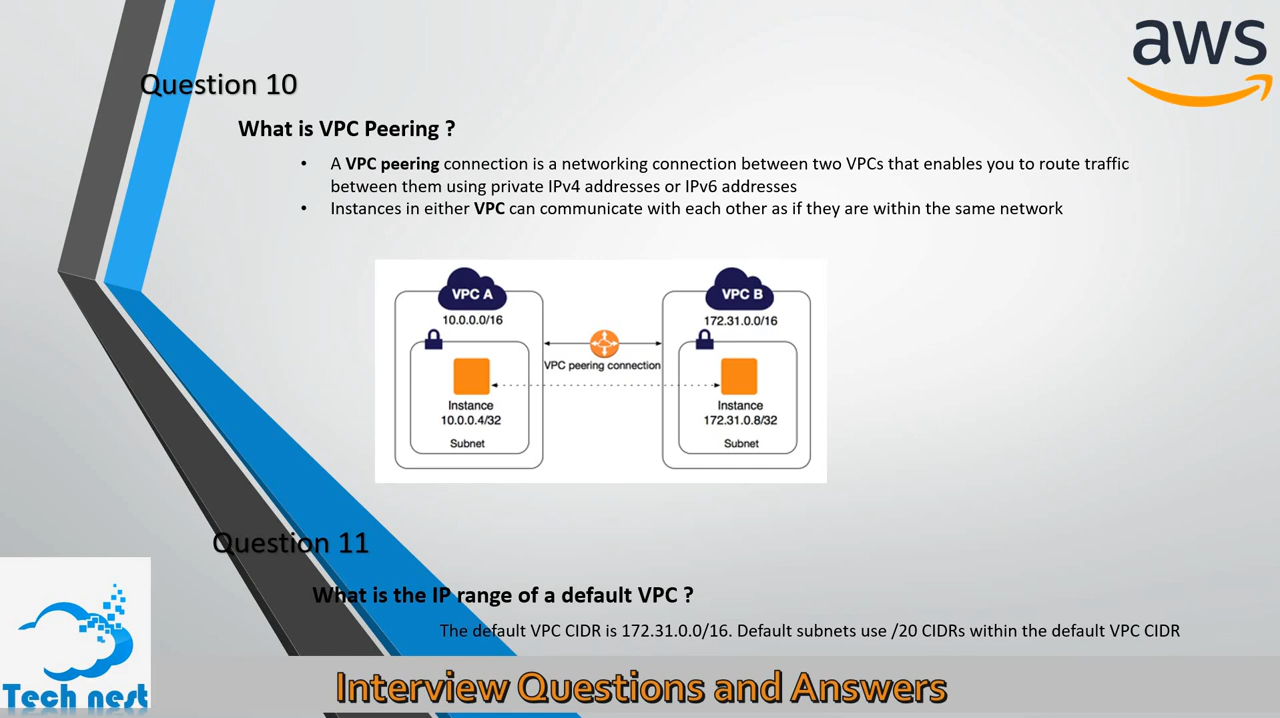 aws
Question 10
What is VPC Peering ?
• A VPC peering connection is a networking connection between two VPCs that enables you to route traffic
between them using private IPv4 addresses or IPv6 addresses
• Instances in either VPC can communicate with each other as if they are within the same network
VPC A
10.0.0.0/16
Instance
10.0.0.4/32
Subnet
VPC peering connection
VPC B
172.31.0.0/16
Instance
172.31.0.8/32
Subnet
Question 11
What is the IP range of a default VPC ?
The default VPC CIDR is 172.31.0.0/16. Default subnets use /20 CIDRs within the default VPC CIDR
Tech nest
Interview Questions and Answers